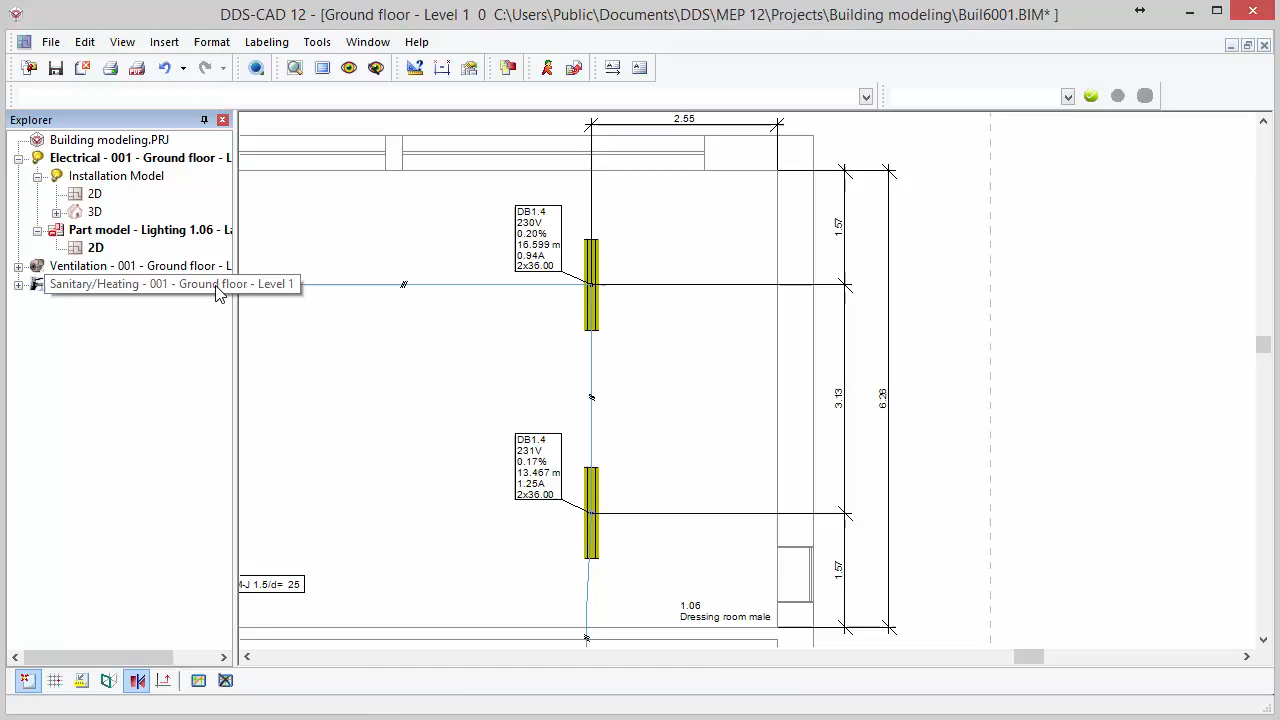 DDS-CAD 12 - [Ground floor - Level 1  0  C:\Users\Public\Documents\DDS\MEP 12\Projects\Building modeling\Buil6001.BIM* ]
File Edit View Insert Format Labeling Tools Window Help
Explorer
Building modeling.PRJ
Electrical - 001 - Ground floor - L
Installation Model
2D
3D
Part model - Lighting 1.06 - La
2D
Ventilation - 001 - Ground floor - L
Sanitary/Heating - 001 - Ground floor - Level 1
2.55
DB1.4
230V
0.20%
16.599 m
0.94A
2x36.00
1.57
3.13
6.26
DB1.4
231V
0.17%
13.467 m
1.25A
2x36.00
1.57
M-J 1.5/d= 25
1.06
Dressing room male